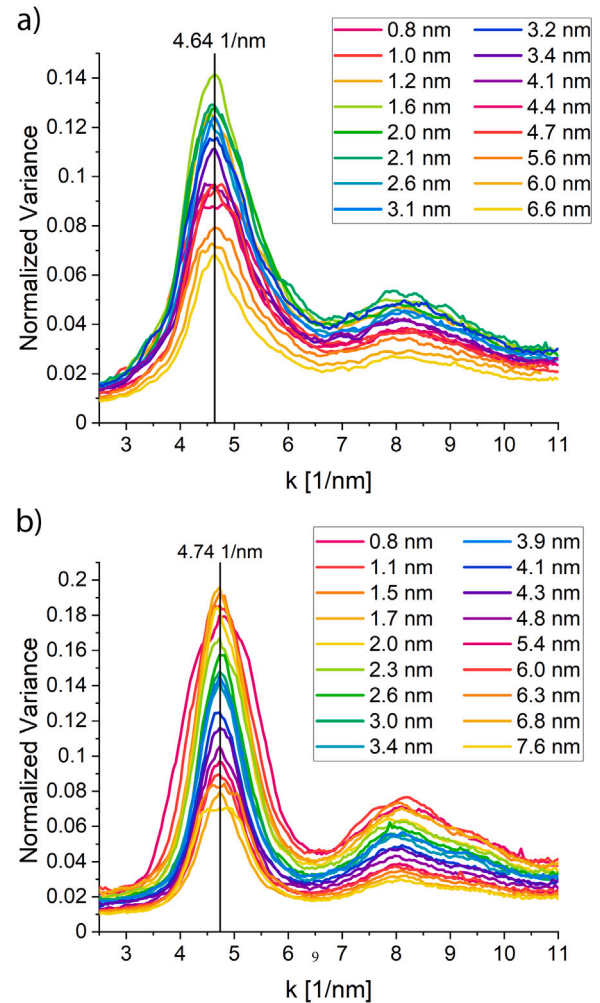 a)
4.64 1/nm
0.8 nm 3.2 nm
1.0 nm 3.4 nm
1.2 nm 4.1 nm
1.6 nm 4.4 nm
2.0 nm 4.7 nm
2.1 nm 5.6 nm
2.6 nm 6.0 nm
3.1 nm 6.6 nm
Normalized Variance
0.14
0.12
0.1
0.08
0.06
0.04
0.02
0
3 4 5 6 7 8 9 10 11
k [1/nm]
b)
4.74 1/nm
0.8 nm 3.9 nm
1.1 nm 4.1 nm
1.5 nm 4.3 nm
1.7 nm 4.8 nm
2.0 nm 5.4 nm
2.3 nm 6.0 nm
2.6 nm 6.3 nm
3.0 nm 6.8 nm
3.4 nm 7.6 nm
Normalized Variance
0.2
0.18
0.16
0.14
0.12
0.1
0.08
0.06
0.04
0.02
0
3 4 5 6 9 7 8 9 10 11
k [1/nm]